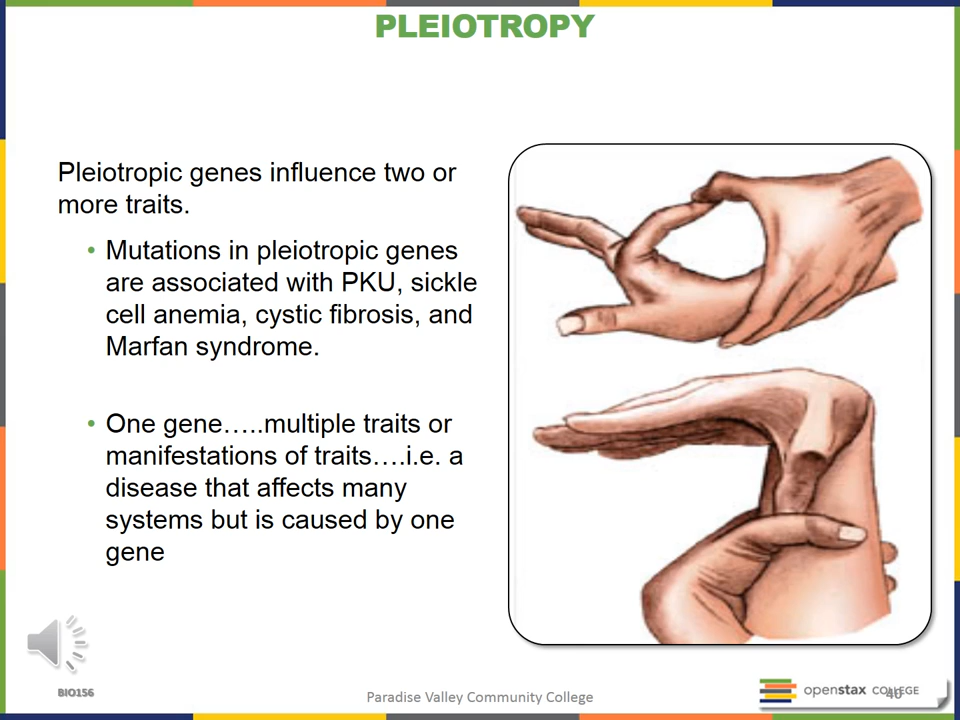 PLEIOTROPY
Pleiotropic genes influence two or
more traits.
• Mutations in pleiotropic genes
are associated with PKU, sickle
cell anemia, cystic fibrosis, and
Marfan syndrome.
• One gene…..multiple traits or
manifestations of traits….i.e. a
disease that affects many
systems but is caused by one
gene
BIO156
Paradise Valley Community College
openstax COLLEGE
40